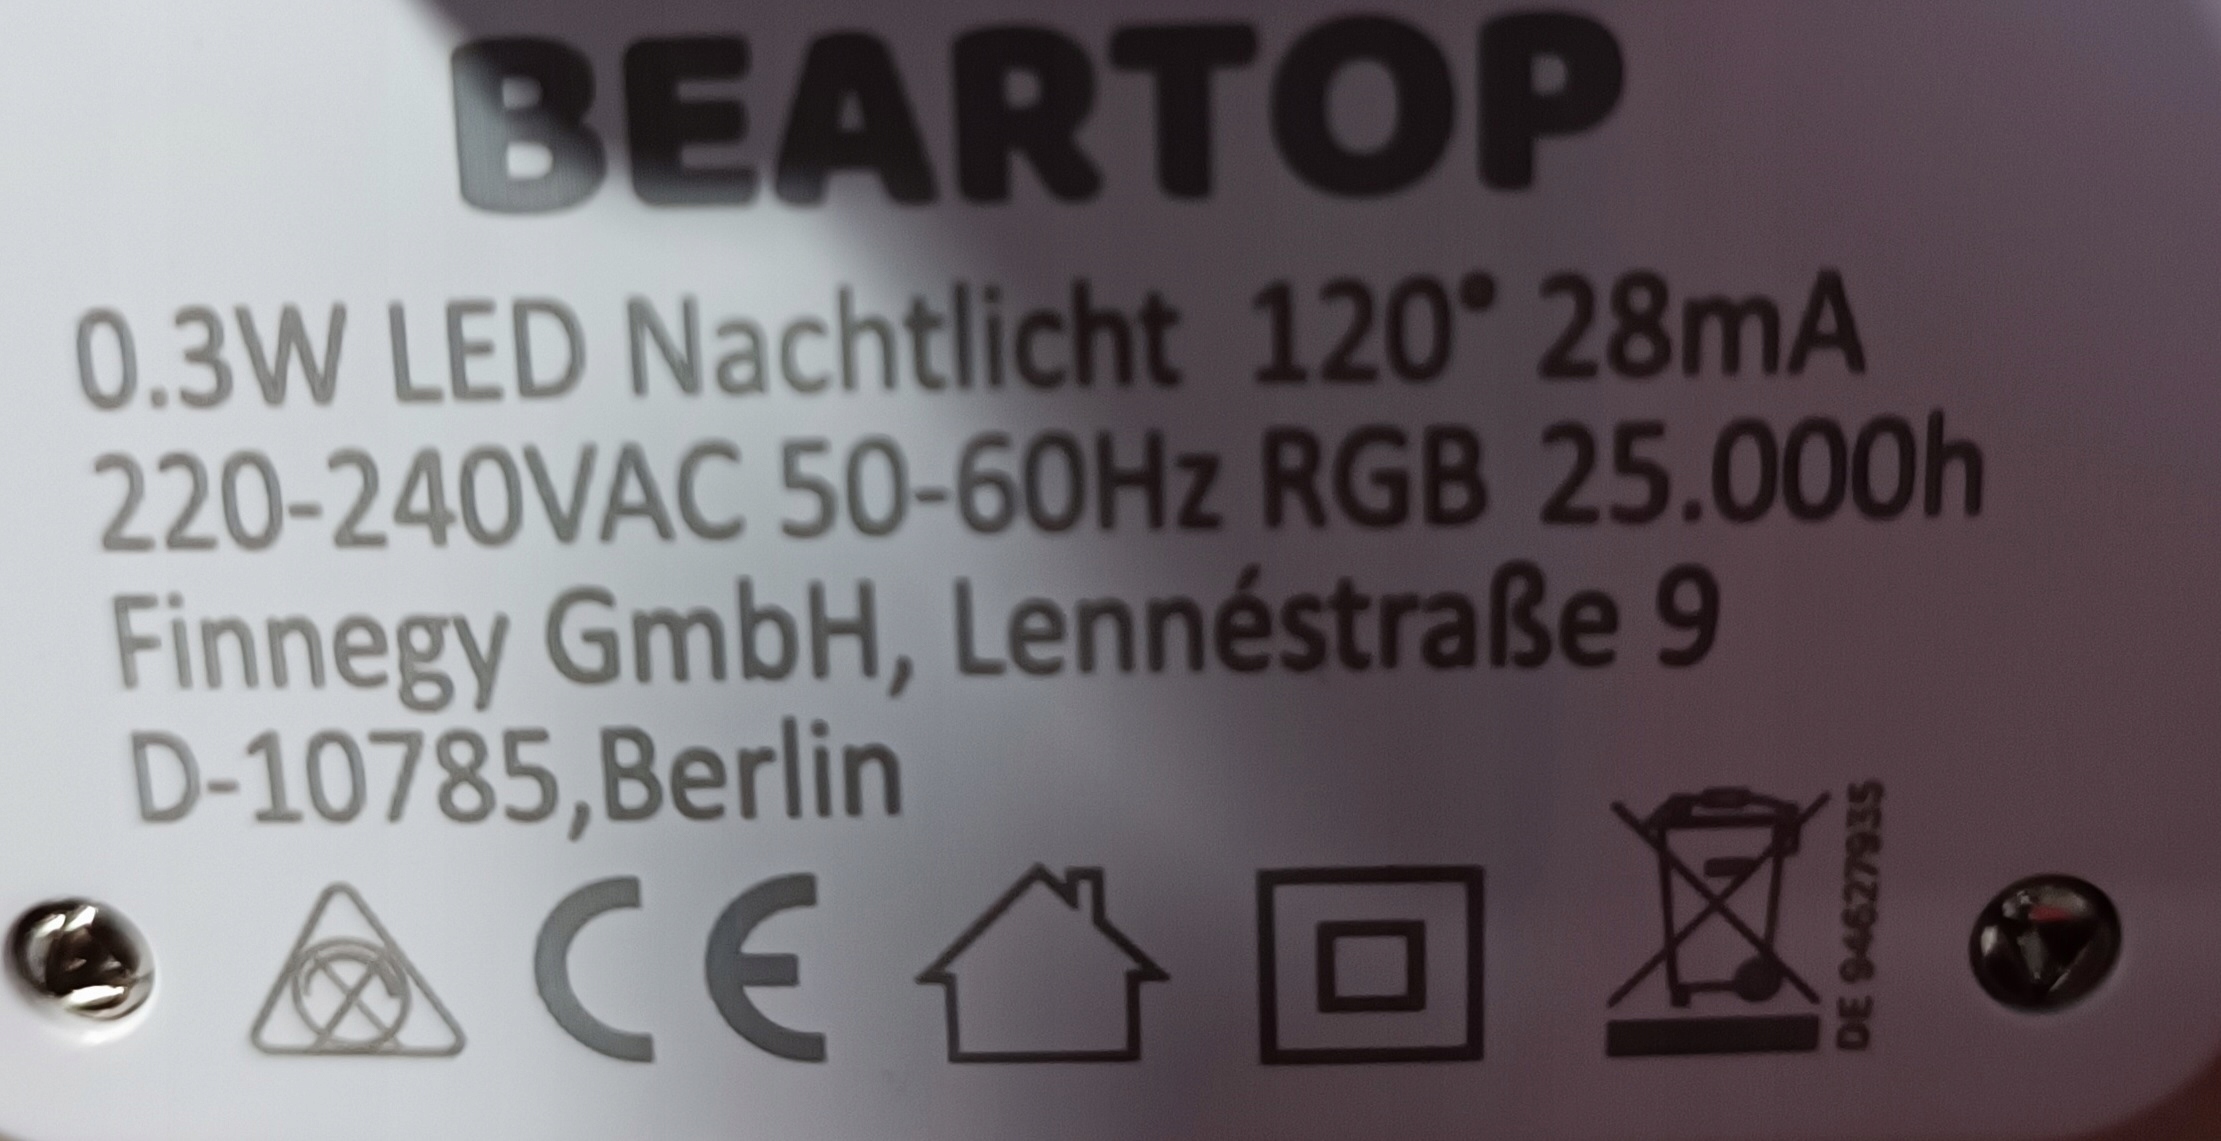 BEARTOP
0.3W LED Nachtlicht 120° 28mA
220-240VAC 50-60Hz RGB 25.000h
Finnegy GmbH, Lennéstraße 9
D-10785,Berlin
CE
DE 94627935